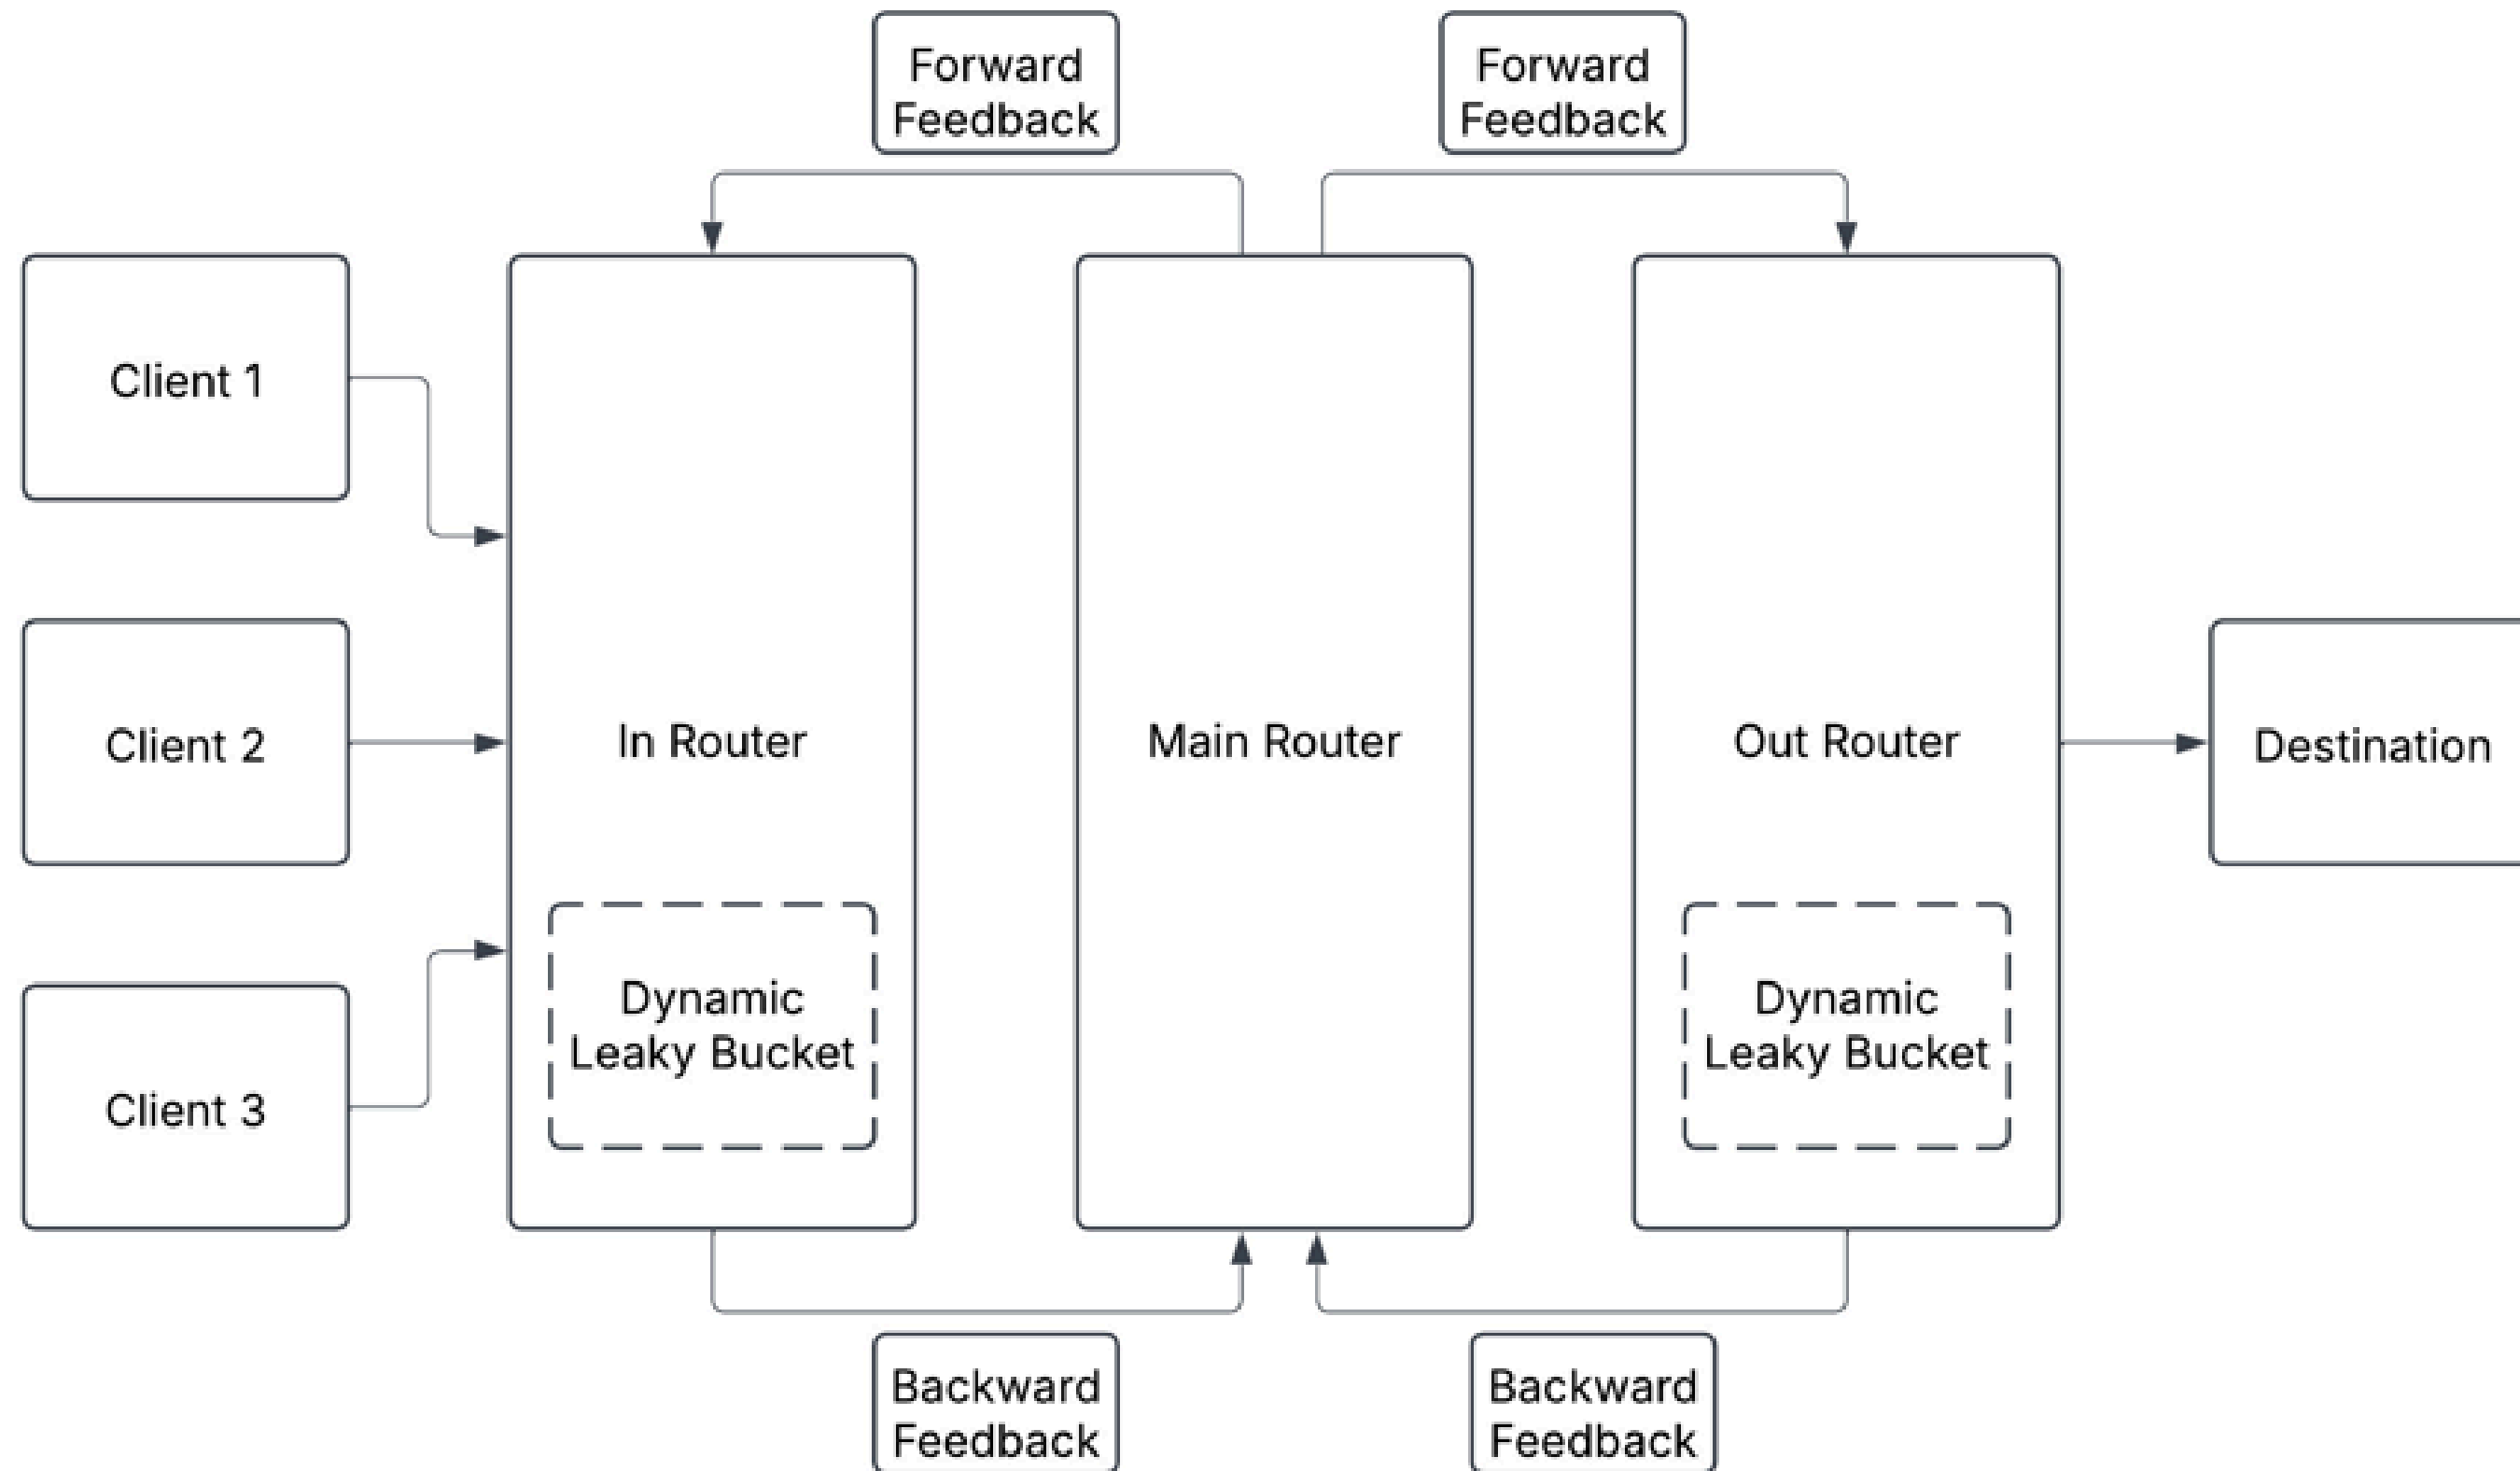 Forward
Feedback
Forward
Feedback
Client 1
Client 2
Client 3
In Router
Main Router
Out Router
Destination
Dynamic
Leaky Bucket
Dynamic
Leaky Bucket
Backward
Feedback
Backward
Feedback